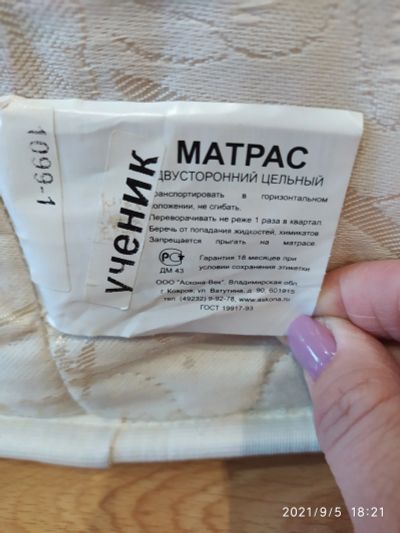 1099-1
ученик
МАТРАС
ДВУСТОРОННИЙ ЦЕЛЬНЫЙ
Транспортировать в горизонтальном
положении, не сгибать.
Переворачивать не реже 1 раза в квартал
Беречь от попадания жидкостей, химикатов
Запрещается прыгать на матрасе.
РСТ
ДМ 43
Гарантия 18 месяцев при
условии сохранения этикетки
ООО "Аскона-Век", Владимирская обл
г Ковров, ул Ватутина, д 90, 601915
тел (49232) 9-92-78, www.askona.ru
ГОСТ 19917-93
2021/9/5 18:21